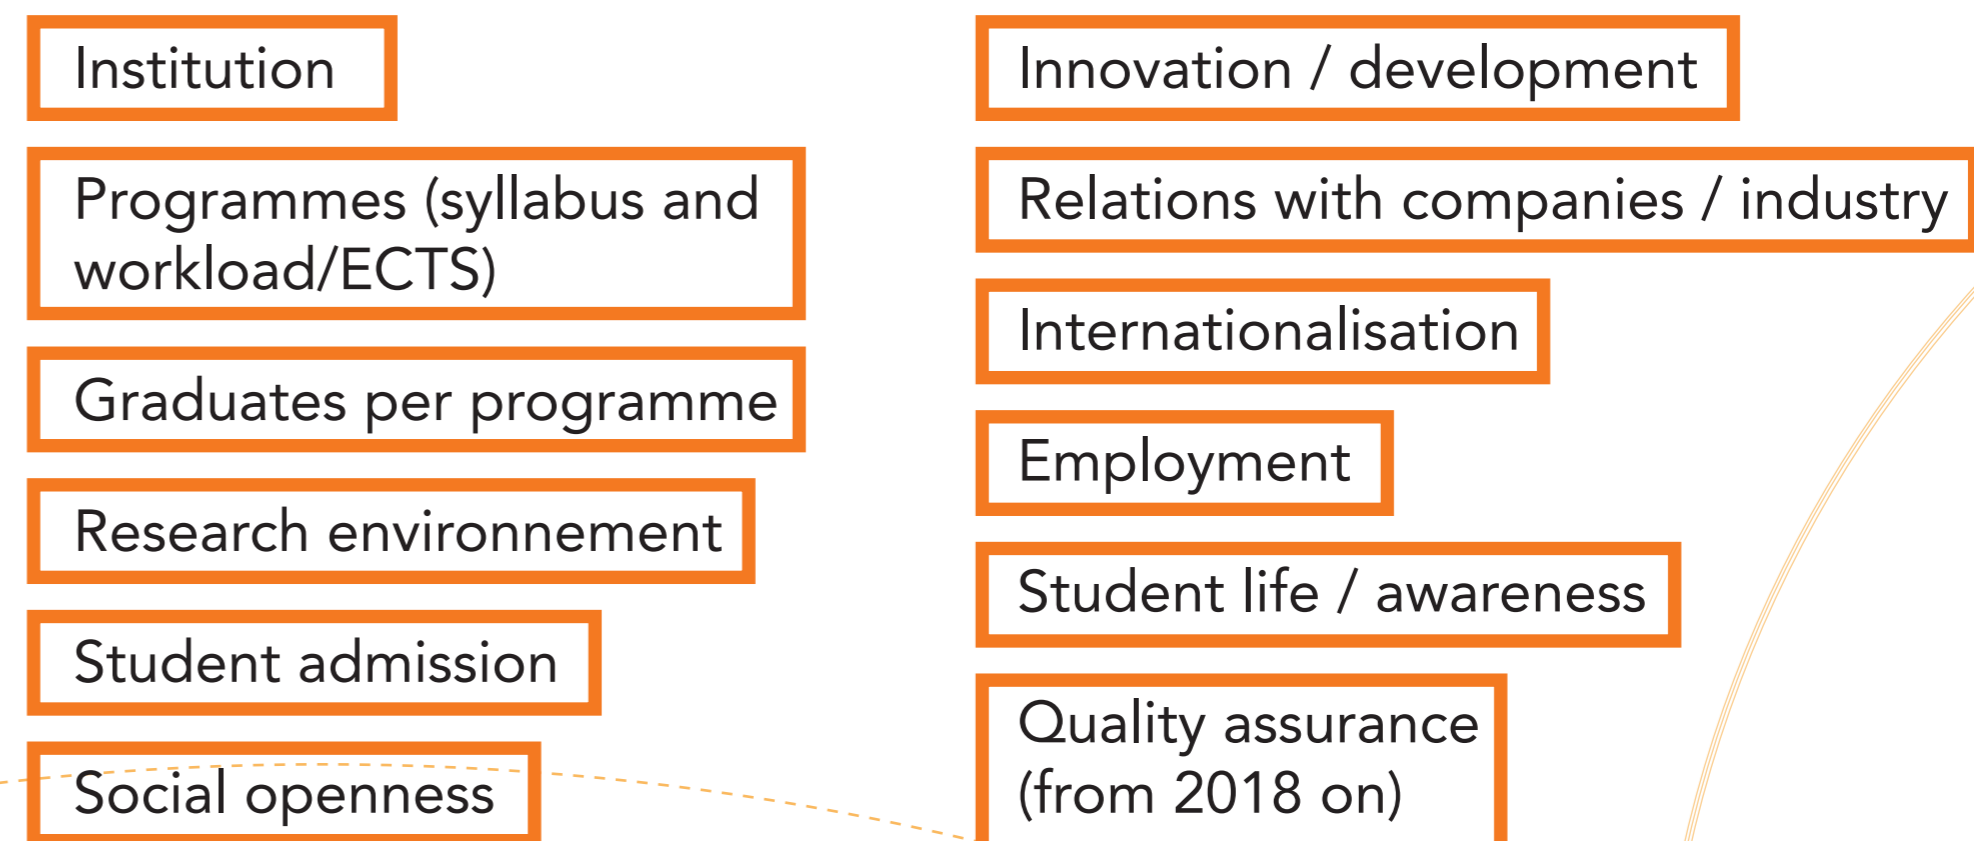 Institution
Programmes (syllabus and
workload/ECTS)
Graduates per programme
Research environnement
Student admission
Social openness
Innovation / development
Relations with companies / industry
Internationalisation
Employment
Student life / awareness
Quality assurance
(from 2018 on)